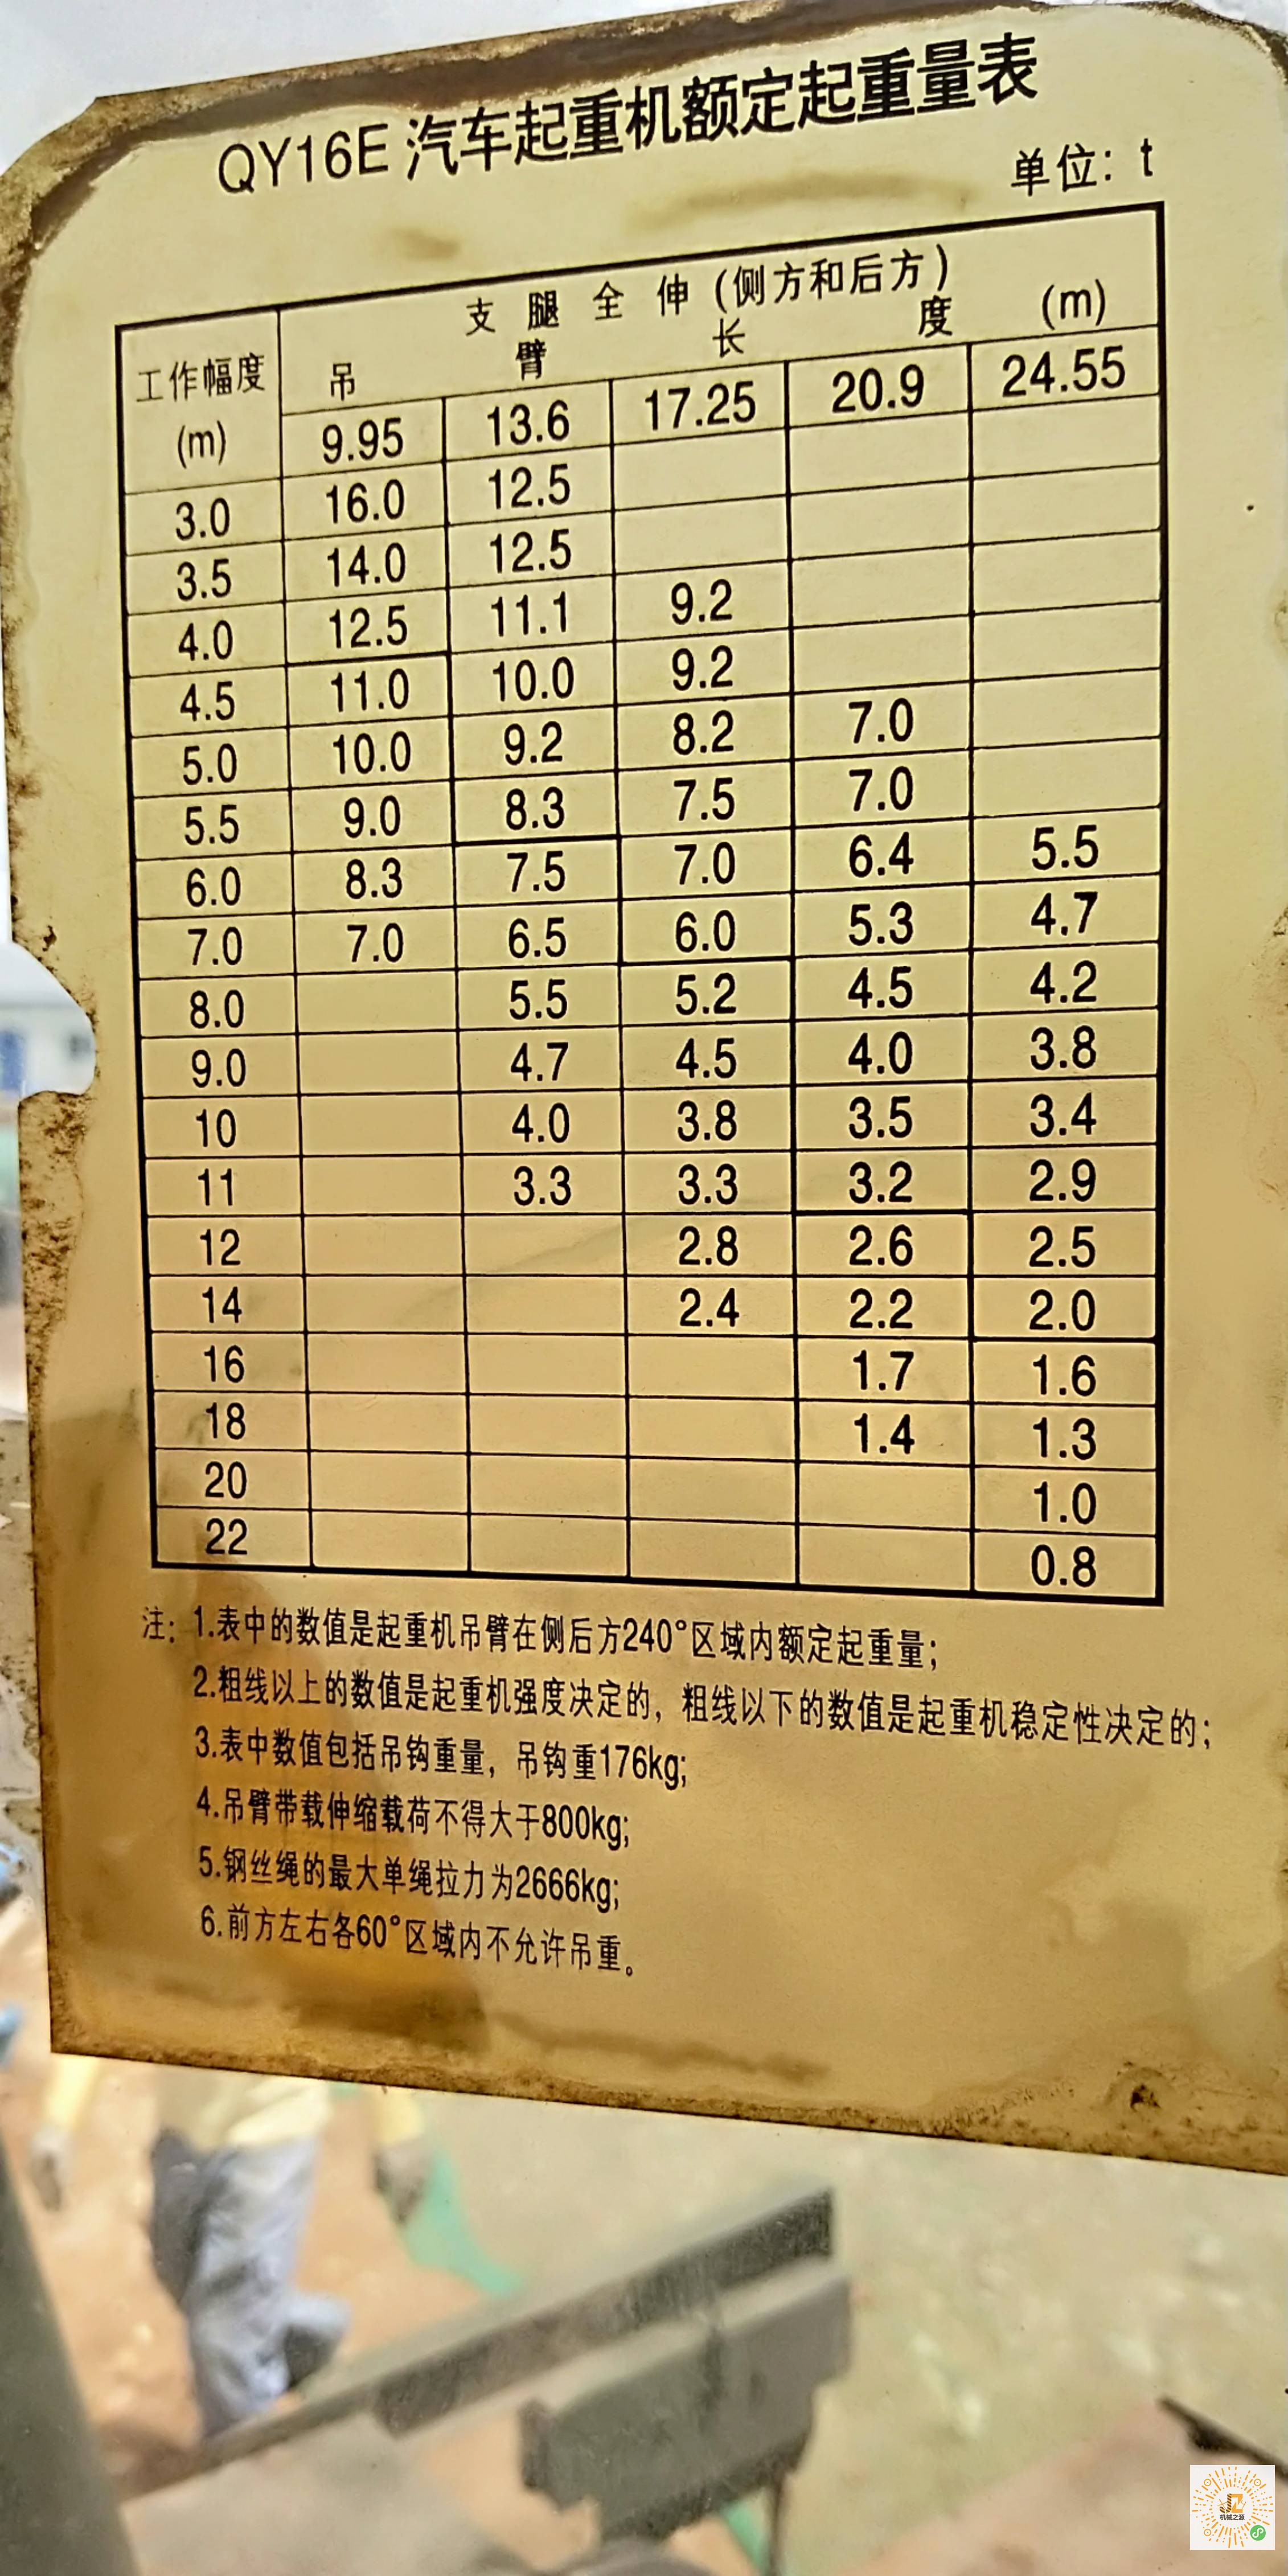 QY16E 汽车起重机额定起重量表
单位：t
支腿全伸(侧方和后方)
工作幅度(m) 吊臂长度(m)
9.95 13.6 17.25 20.9 24.55
3.0 16.0 12.5
3.5 14.0 12.5
4.0 12.5 11.1 9.2
4.5 11.0 10.0 9.2
5.0 10.0 9.2 8.2 7.0
5.5 9.0 8.3 7.5 7.0
6.0 8.3 7.5 7.0 6.4 5.5
7.0 7.0 6.5 6.0 5.3 4.7
8.0 5.5 5.2 4.5 4.2
9.0 4.7 4.5 4.0 3.8
10 4.0 3.8 3.5 3.4
11 3.3 3.3 3.2 2.9
12 2.8 2.6 2.5
14 2.4 2.2 2.0
16 1.7 1.6
18 1.4 1.3
20 1.0
22 0.8
注：1.表中的数值是起重机吊臂在侧后方240°区域内额定起重量；
2.粗线以上的数值是起重机强度决定的，粗线以下的数值是起重机稳定性决定的；
3.表中数值包括吊钩重量，吊钩重176kg;
4.吊臂带载伸缩载荷不得大于800kg;
5.钢丝绳的最大单绳拉力为2666kg;
6.前方左右各60°区域内不允许吊重。
机械之源